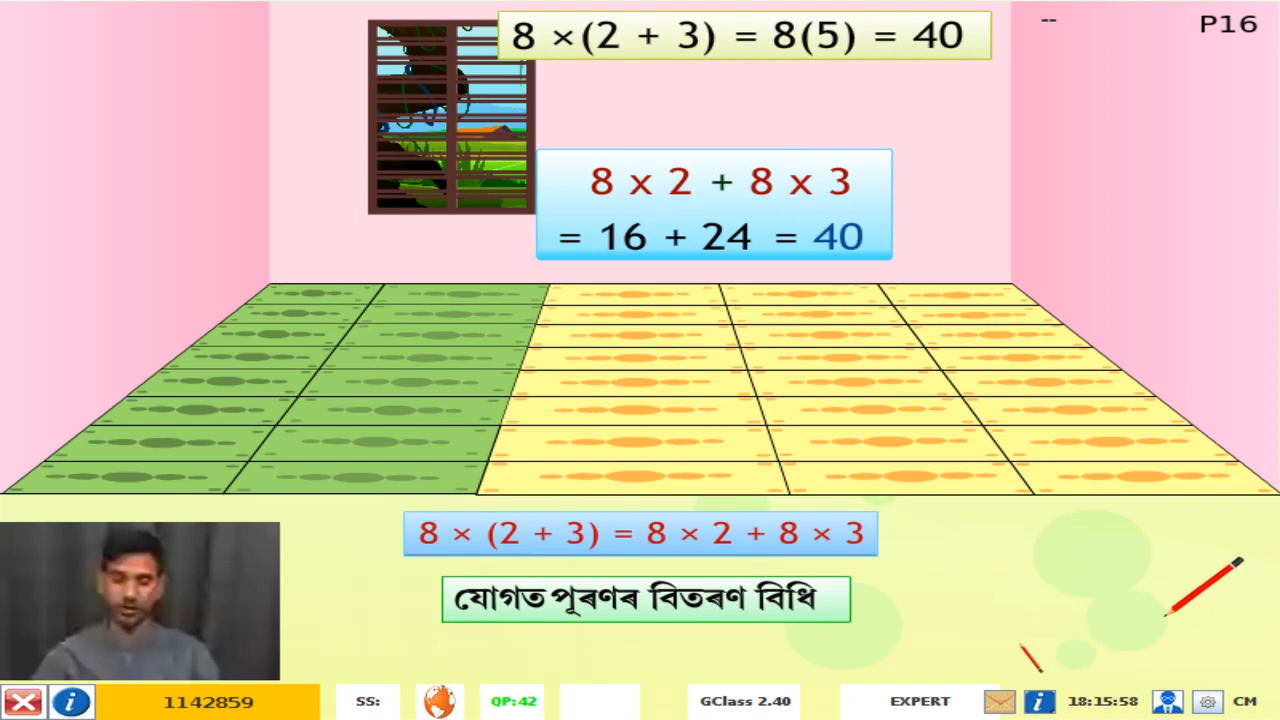 8 ×(2 + 3) = 8(5) = 40
--
P16
8 x 2 + 8 x 3
= 16 + 24 = 40
8 × (2 + 3) = 8 × 2 + 8 × 3
যোগত পূৰণৰ বিতৰণ বিধি
1142859 SS: QP:42 GClass 2.40 EXPERT 18:15:58 CM